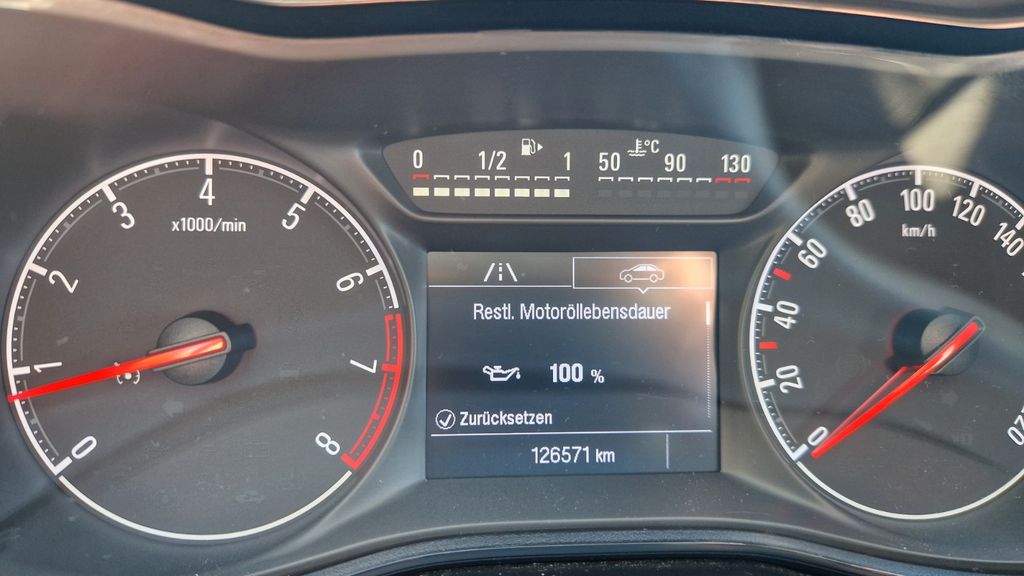 0 1/2 1
50 °C 90 130
0 1 2 3 4 5 6 7 8
x1000/min
0 20 40 60 80 100 120 140
km/h
Restl. Motoröllebensdauer
100 %
Zurücksetzen
126571 km